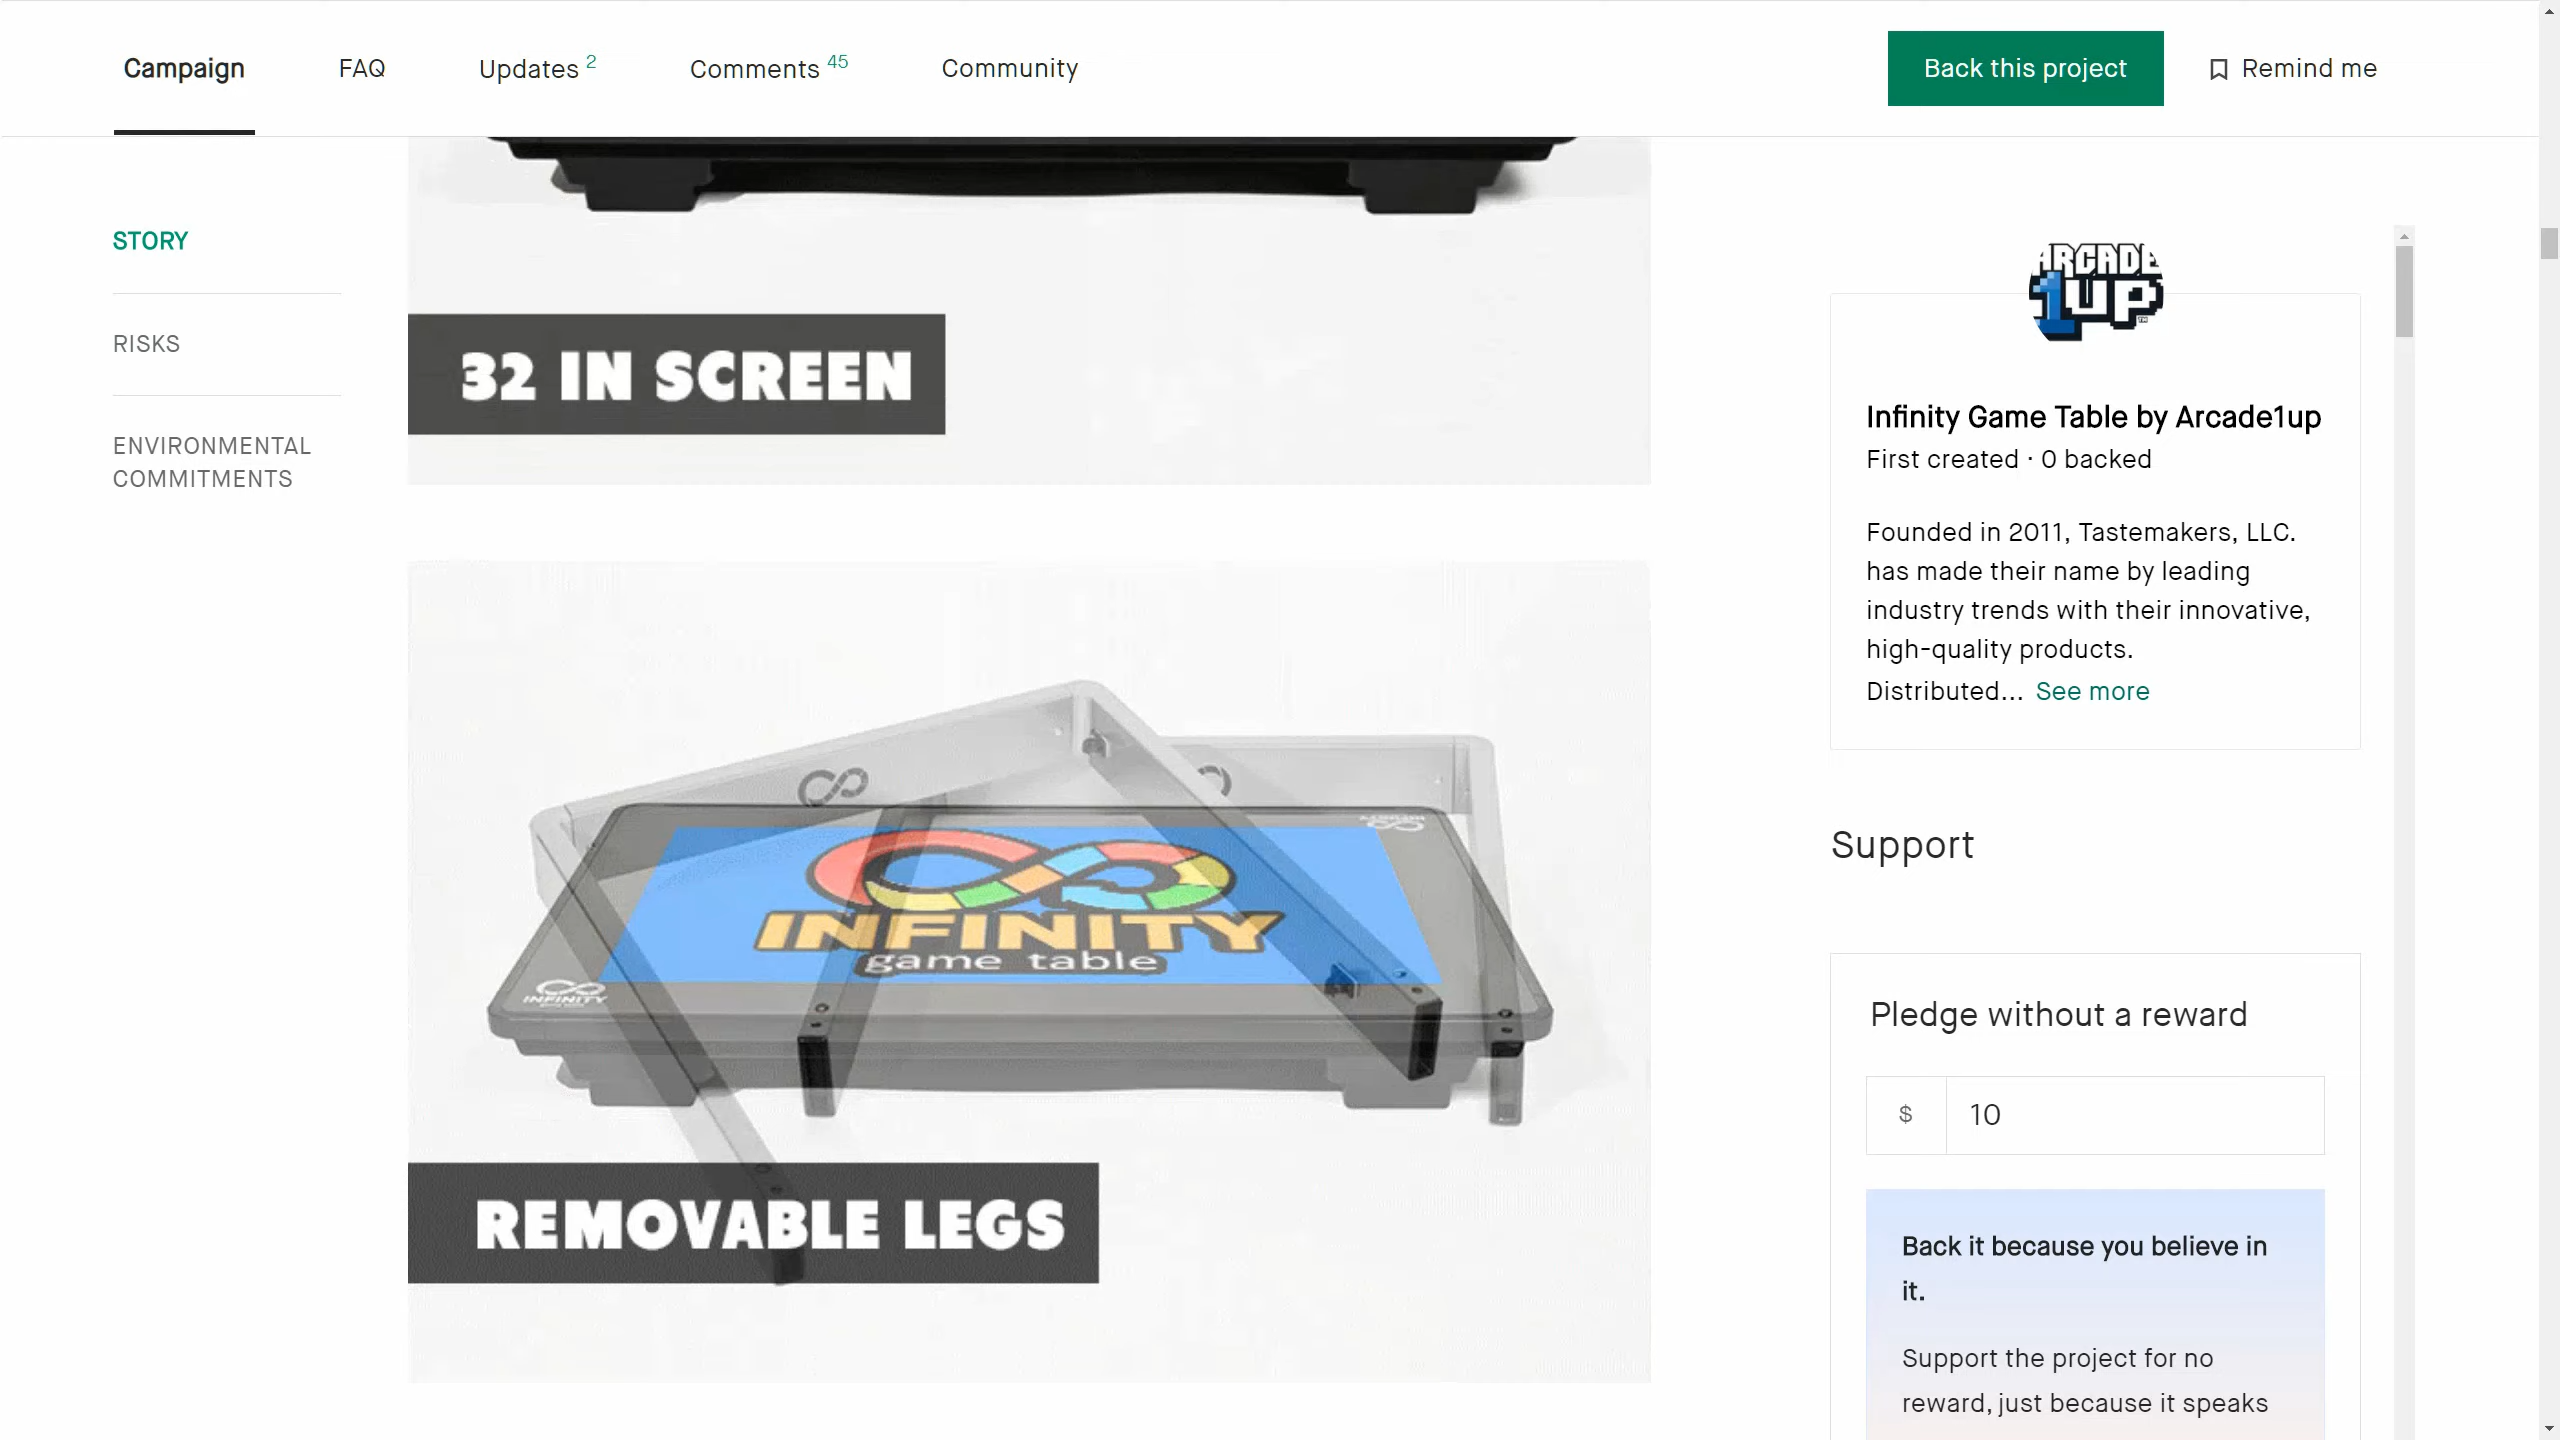 Campaign
FAQ
Updates 2
Comments 45
Community
Back this project
Remind me
STORY
RISKS
ENVIRONMENTAL
COMMITMENTS
32 IN SCREEN
INFINITY
game table
INFINITY
REMOVABLE LEGS
ARCADE
1UP
Infinity Game Table by Arcade1up
First created · 0 backed
Founded in 2011, Tastemakers, LLC.
has made their name by leading
industry trends with their innovative,
high-quality products.
Distributed... See more
Support
Pledge without a reward
$ 10
Back it because you believe in
it.
Support the project for no
reward, just because it speaks